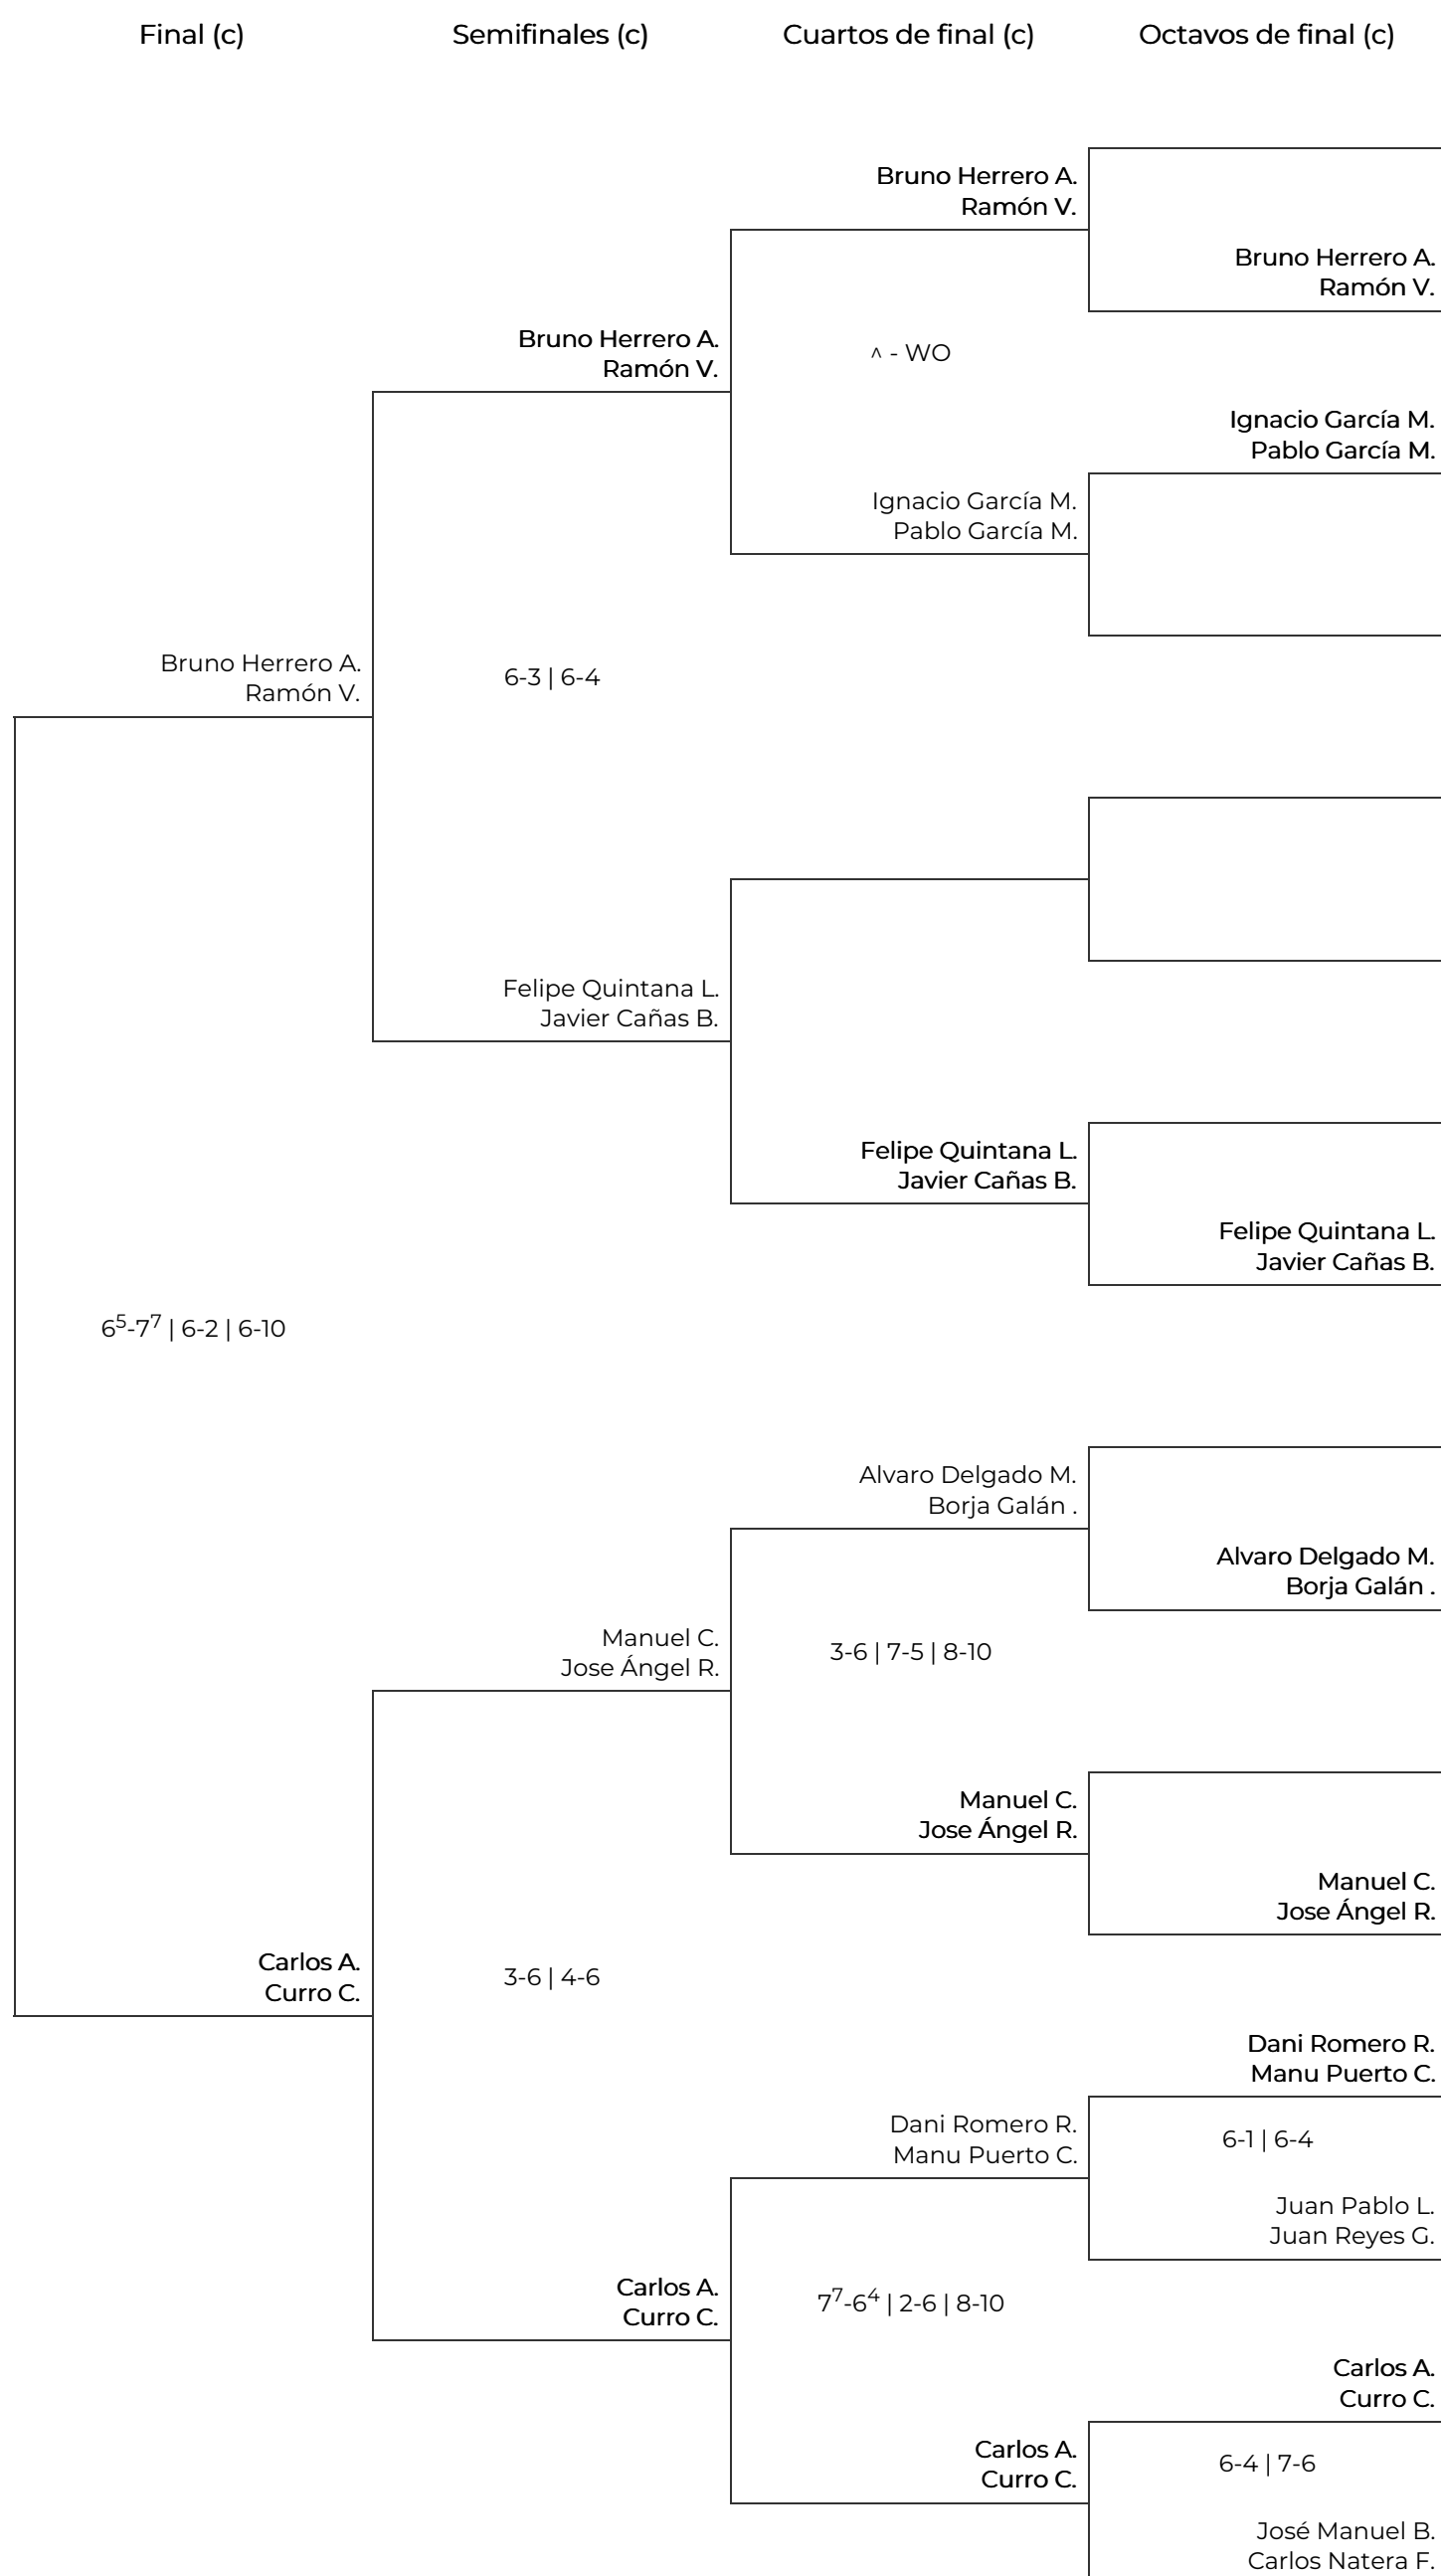 Final (c) Semifinales (c) Cuartos de final (c) Octavos de final (c)
Bruno Herrero A.
Ramón V.
Bruno Herrero A.
Ramón V.
Bruno Herrero A.
Ramón V.
^ - WO
Ignacio García M.
Pablo García M.
Ignacio García M.
Pablo García M.
Bruno Herrero A.
Ramón V.
6-3 | 6-4
Felipe Quintana L.
Javier Cañas B.
Felipe Quintana L.
Javier Cañas B.
Felipe Quintana L.
Javier Cañas B.
6⁵-7⁷ | 6-2 | 6-10
Alvaro Delgado M.
Borja Galán .
Alvaro Delgado M.
Borja Galán .
Manuel C.
Jose Ángel R.
3-6 | 7-5 | 8-10
Manuel C.
Jose Ángel R.
Manuel C.
Jose Ángel R.
Carlos A.
Curro C.
3-6 | 4-6
Dani Romero R.
Manu Puerto C.
Dani Romero R.
Manu Puerto C.
6-1 | 6-4
Juan Pablo L.
Juan Reyes G.
Carlos A.
Curro C.
7⁷-6⁴ | 2-6 | 8-10
Carlos A.
Curro C.
Carlos A.
Curro C.
6-4 | 7-6
José Manuel B.
Carlos Natera F.